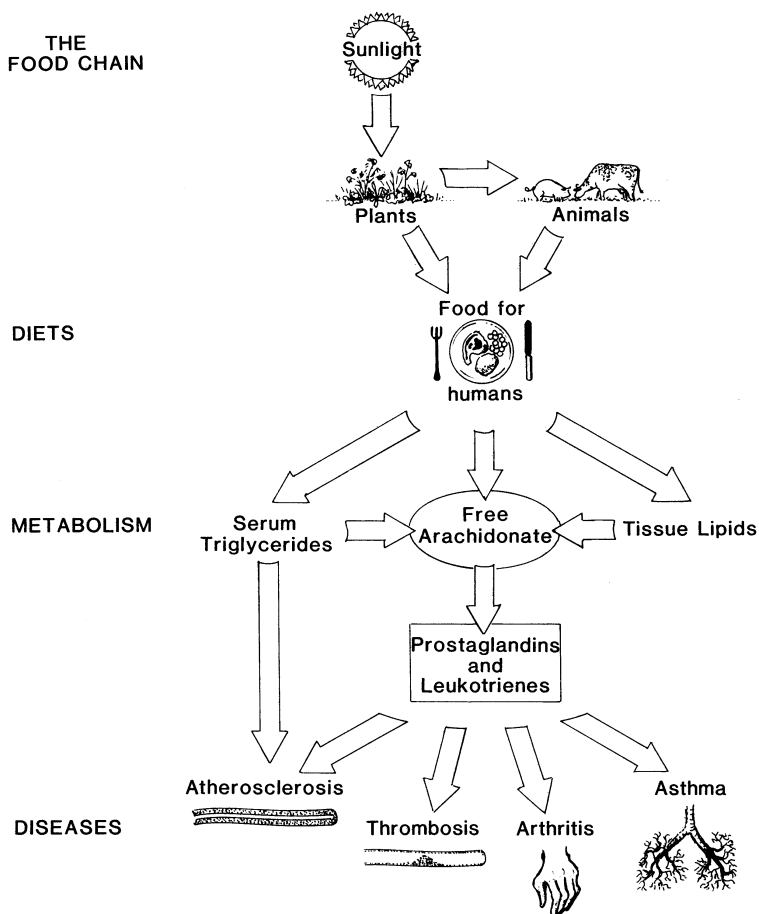 THE
FOOD CHAIN
Sunlight
Plants
Animals
DIETS
Food for
humans
METABOLISM
Serum
Triglycerides
Free
Arachidonate
Tissue Lipids
Prostaglandins
and
Leukotrienes
DISEASES
Atherosclerosis
Thrombosis
Arthritis
Asthma